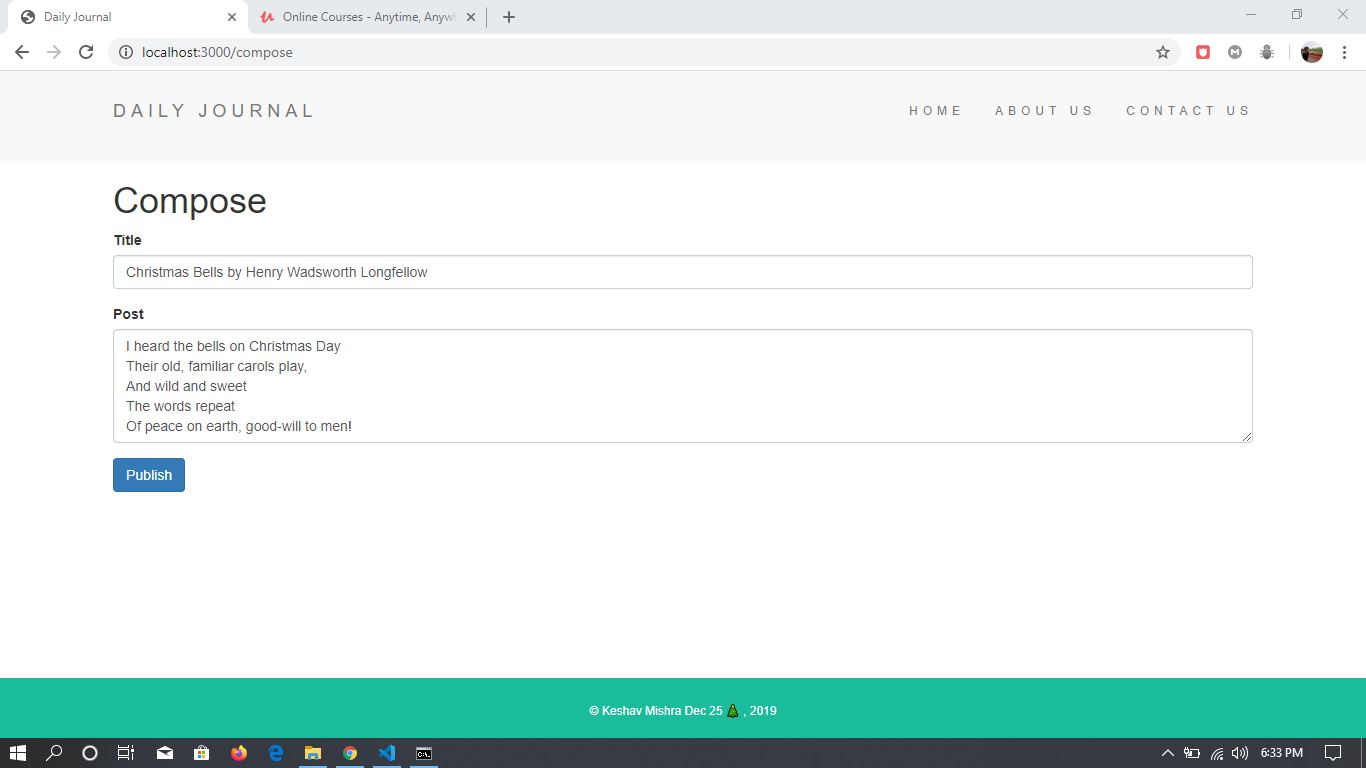 Daily Journal
Online Courses - Anytime, Anywh
localhost:3000/compose
DAILY JOURNAL
HOME
ABOUT US
CONTACT US
Compose
Title
Christmas Bells by Henry Wadsworth Longfellow
Post
I heard the bells on Christmas Day
Their old, familiar carols play,
And wild and sweet
The words repeat
Of peace on earth, good-will to men!
Publish
© Keshav Mishra Dec 25 🎄 , 2019
6:33 PM